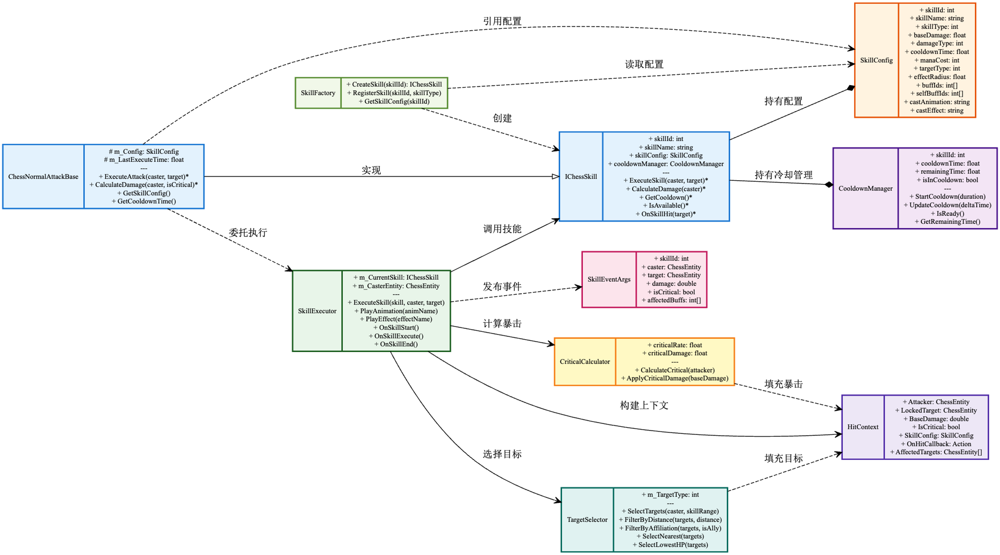 引用配置
SkillConfig
+ skillId: int
+ skillName: string
+ skillType: int
+ baseDamage: float
+ damageType: int
+ cooldownTime: float
+ manaCost: int
+ targetType: int
+ effectRadius: float
+ buffIds: int[]
+ selfBuffIds: int[]
+ castAnimation: string
+ castEffect: string
读取配置
SkillFactory
+ CreateSkill(skillId): IChessSkill
+ RegisterSkill(skillId, skillType)
+ GetSkillConfig(skillId)
创建
持有配置
ChessNormalAttackBase
# m_Config: SkillConfig
# m_LastExecuteTime: float
---
+ ExecuteAttack(caster, target)*
+ CalculateDamage(caster, isCritical)*
+ GetSkillConfig()
+ GetCooldownTime()
实现
IChessSkill
+ skillId: int
+ skillName: string
+ skillConfig: SkillConfig
+ cooldownManager: CooldownManager
---
+ ExecuteSkill(caster, target)*
+ CalculateDamage(caster)*
+ GetCooldown()*
+ IsAvailable()*
+ OnSkillHit(target)*
持有冷却管理
CooldownManager
+ skillId: int
+ cooldownTime: float
+ remainingTime: float
+ isInCooldown: bool
---
+ StartCooldown(duration)
+ UpdateCooldown(deltaTime)
+ IsReady()
+ GetRemainingTime()
委托执行
调用技能
SkillExecutor
+ m_CurrentSkill: IChessSkill
+ m_CasterEntity: ChessEntity
---
+ ExecuteSkill(skill, caster, target)
+ PlayAnimation(animName)
+ PlayEffect(effectName)
+ OnSkillStart()
+ OnSkillExecute()
+ OnSkillEnd()
发布事件
SkillEventArgs
+ skillId: int
+ caster: ChessEntity
+ target: ChessEntity
+ damage: double
+ isCritical: bool
+ affectedBuffs: int[]
计算暴击
CriticalCalculator
+ criticalRate: float
+ criticalDamage: float
---
+ CalculateCritical(attacker)
+ ApplyCriticalDamage(baseDamage)
填充暴击
构建上下文
HitContext
+ Attacker: ChessEntity
+ LockedTarget: ChessEntity
+ BaseDamage: double
+ IsCritical: bool
+ SkillConfig: SkillConfig
+ OnHitCallback: Action
+ AffectedTargets: ChessEntity[]
选择目标
填充目标
TargetSelector
+ m_TargetType: int
---
+ SelectTargets(caster, skillRange)
+ FilterByDistance(targets, distance)
+ FilterByAffiliation(targets, isAlly)
+ SelectNearest(targets)
+ SelectLowestHP(targets)